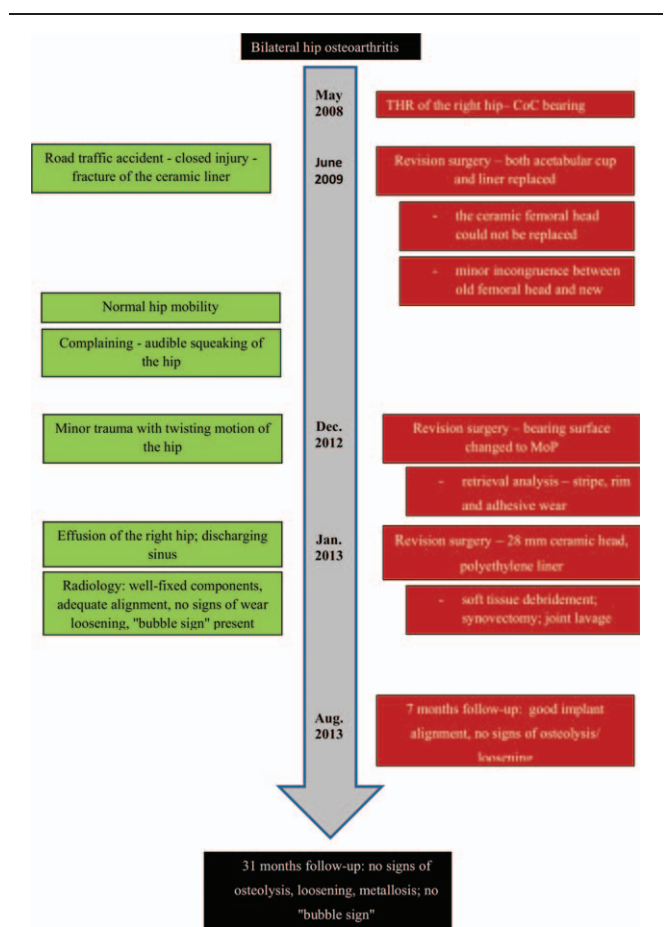 Bilateral hip osteoarthritis
May
2008
THR of the right hip– CoC bearing
Road traffic accident - closed injury -
fracture of the ceramic liner
June
2009
Revision surgery – both acetabular cup
and liner replaced
- the ceramic femoral head
could not be replaced
- minor incongruence between
old femoral head and new
Normal hip mobility
Complaining - audible squeaking of
the hip
Minor trauma with twisting motion of
the hip
Dec.
2012
Revision surgery – bearing surface
changed to MoP
- retrieval analysis – stripe, rim
and adhesive wear
Effusion of the right hip; discharging
sinus
Jan.
2013
Revision surgery – 28 mm ceramic head,
polyethylene liner
Radiology: well-fixed components,
adequate alignment, no signs of wear
loosening, "bubble sign" present
- soft tissue debridement;
synovectomy; joint lavage
Aug.
2013
7 months follow-up: good implant
alignment, no signs of osteolysis/
loosening
31 months follow-up: no signs of
osteolysis, loosening, metallosis; no
"bubble sign"